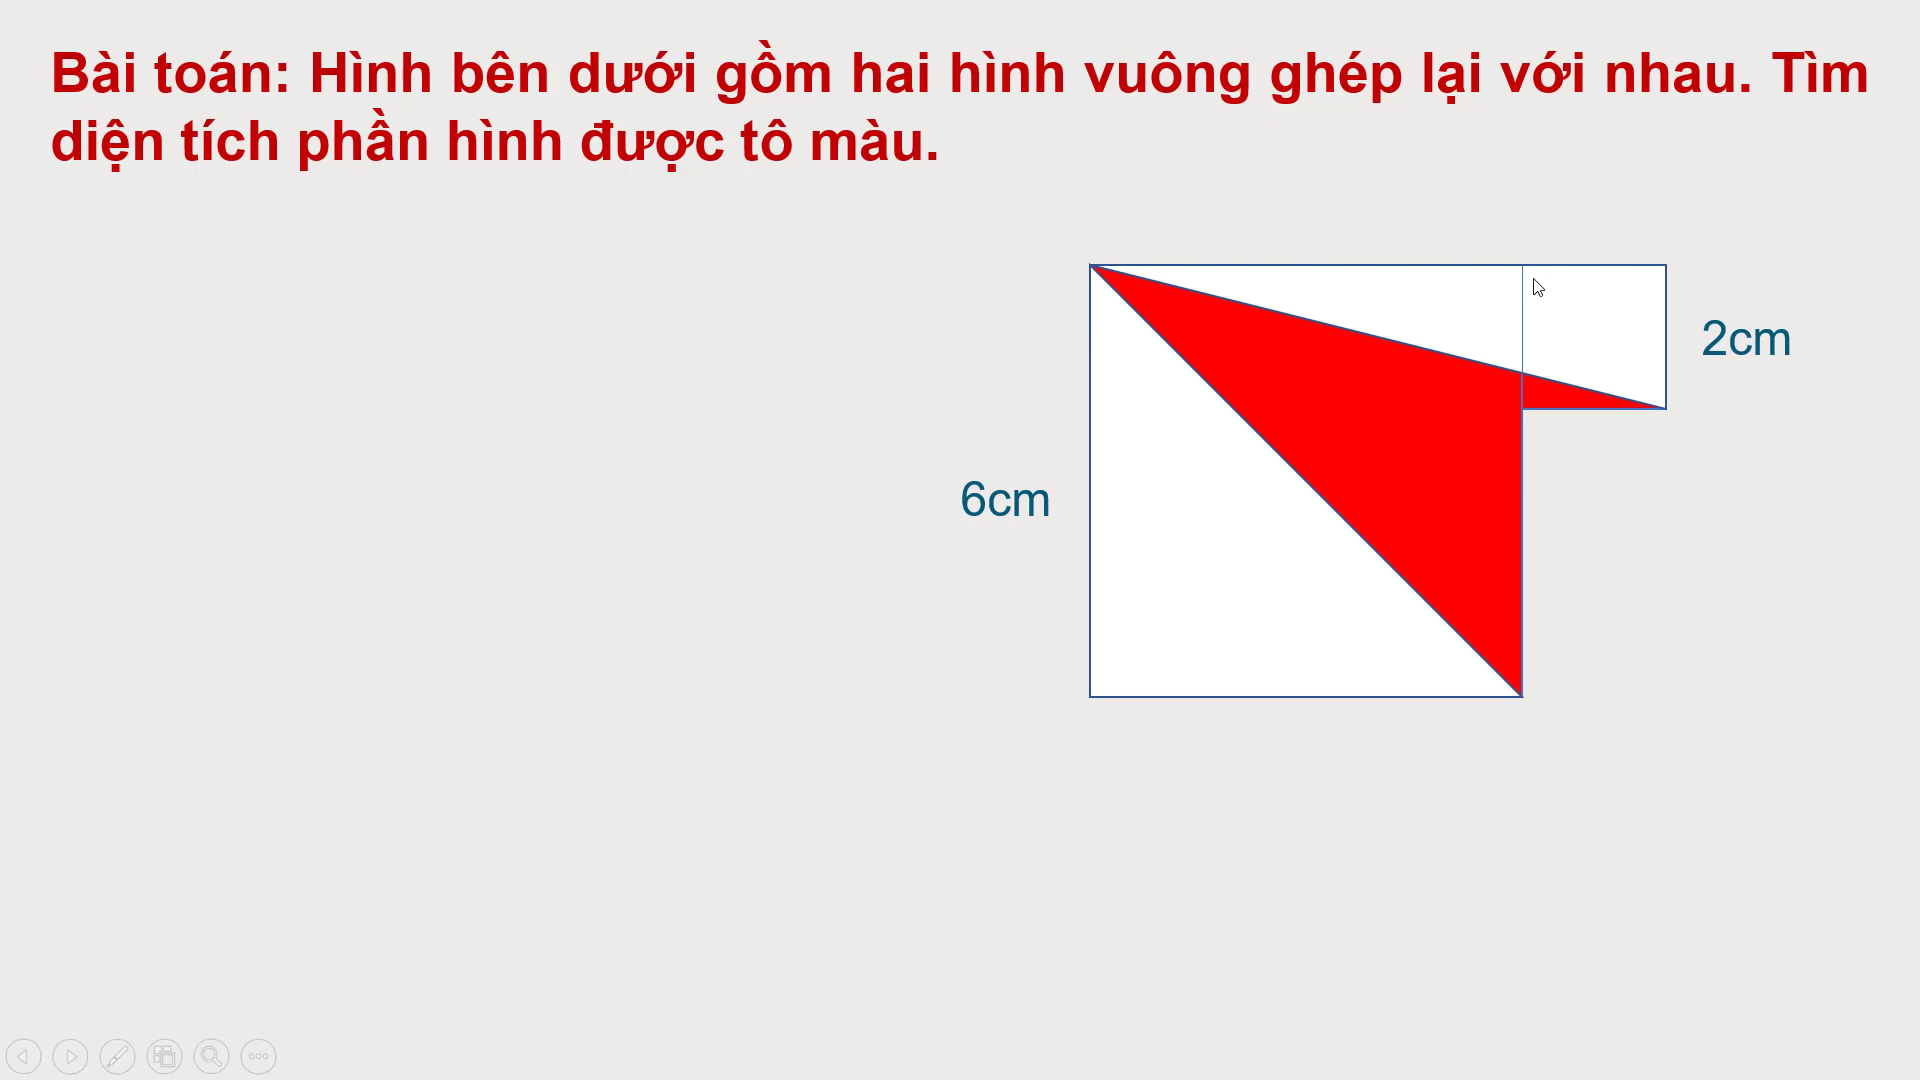 Bài toán: Hình bên dưới gồm hai hình vuông ghép lại với nhau. Tìm
diện tích phần hình được tô màu.
2cm
6cm